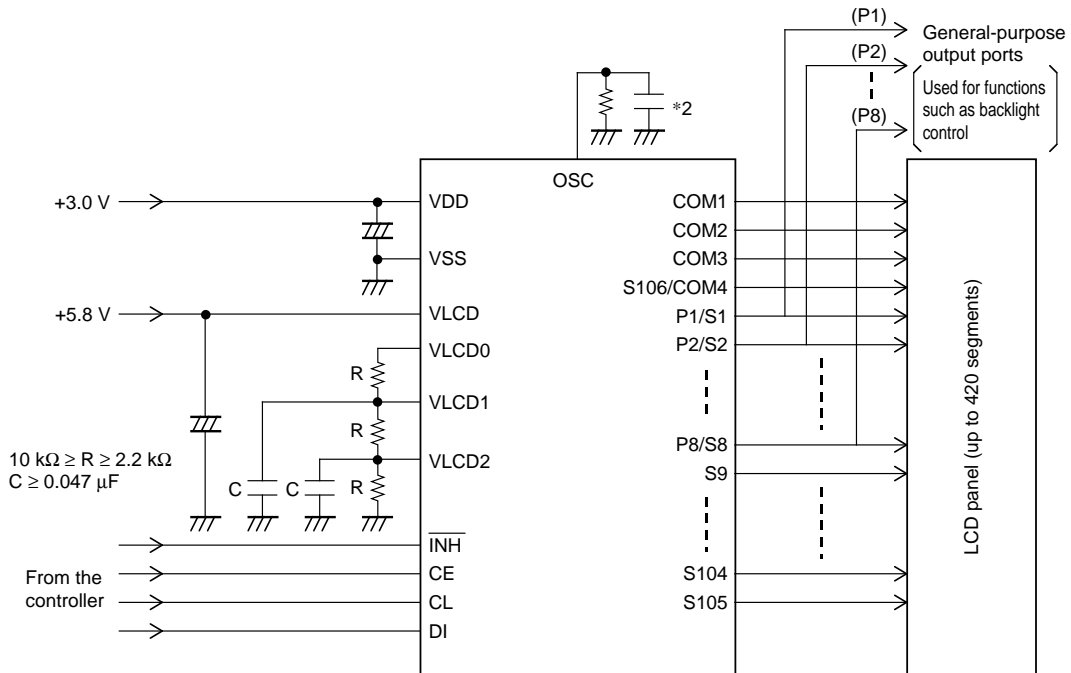 (P1)
General-purpose
output ports
(P2)
Used for functions
such as backlight
control
(P8)
*2
OSC
+3.0 V
VDD
VSS
+5.8 V
VLCD
VLCD0
R
VLCD1
R
VLCD2
R
C
C
10 kΩ ≥ R ≥ 2.2 kΩ
C ≥ 0.047 μF
INH
From the
controller
CE
CL
DI
COM1
COM2
COM3
S106/COM4
P1/S1
P2/S2
P8/S8
S9
S104
S105
LCD panel (up to 420 segments)